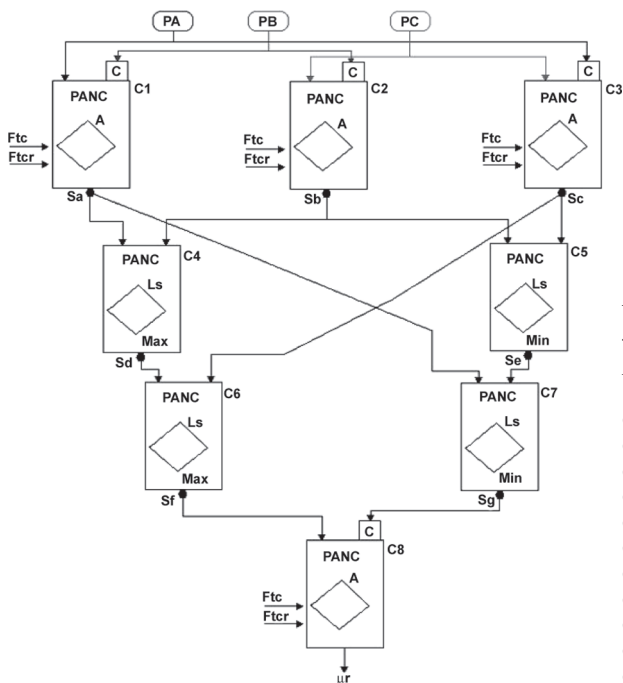 PA PB PC
C C1 C C2 C C3
PANC PANC PANC
A A A
Ftc Ftc Ftc
Ftcr Ftcr Ftcr
Sa Sb Sc
PANC C4 PANC C5
Ls Ls
Max Min
Sd Se
PANC C6 PANC C7
Ls Ls
Max Min
Sf Sg
C
PANC C8
A
Ftc
Ftcr
μr